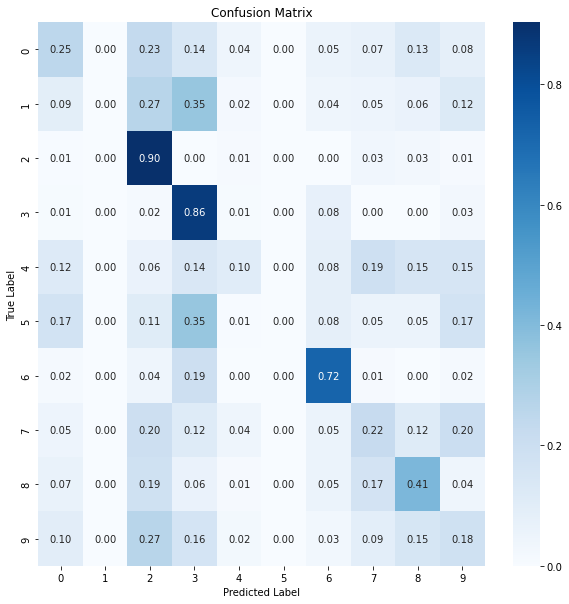 Confusion Matrix
0 0.25 0.00 0.23 0.14 0.04 0.00 0.05 0.07 0.13 0.08
1 0.09 0.00 0.27 0.35 0.02 0.00 0.04 0.05 0.06 0.12
2 0.01 0.00 0.90 0.00 0.01 0.00 0.00 0.03 0.03 0.01
3 0.01 0.00 0.02 0.86 0.01 0.00 0.08 0.00 0.00 0.03
4 0.12 0.00 0.06 0.14 0.10 0.00 0.08 0.19 0.15 0.15
5 0.17 0.00 0.11 0.35 0.01 0.00 0.08 0.05 0.05 0.17
6 0.02 0.00 0.04 0.19 0.00 0.00 0.72 0.01 0.00 0.02
7 0.05 0.00 0.20 0.12 0.04 0.00 0.05 0.22 0.12 0.20
8 0.07 0.00 0.19 0.06 0.01 0.00 0.05 0.17 0.41 0.04
9 0.10 0.00 0.27 0.16 0.02 0.00 0.03 0.09 0.15 0.18
0 1 2 3 4 5 6 7 8 9
True Label
Predicted Label
0.8
0.6
0.4
0.2
0.0